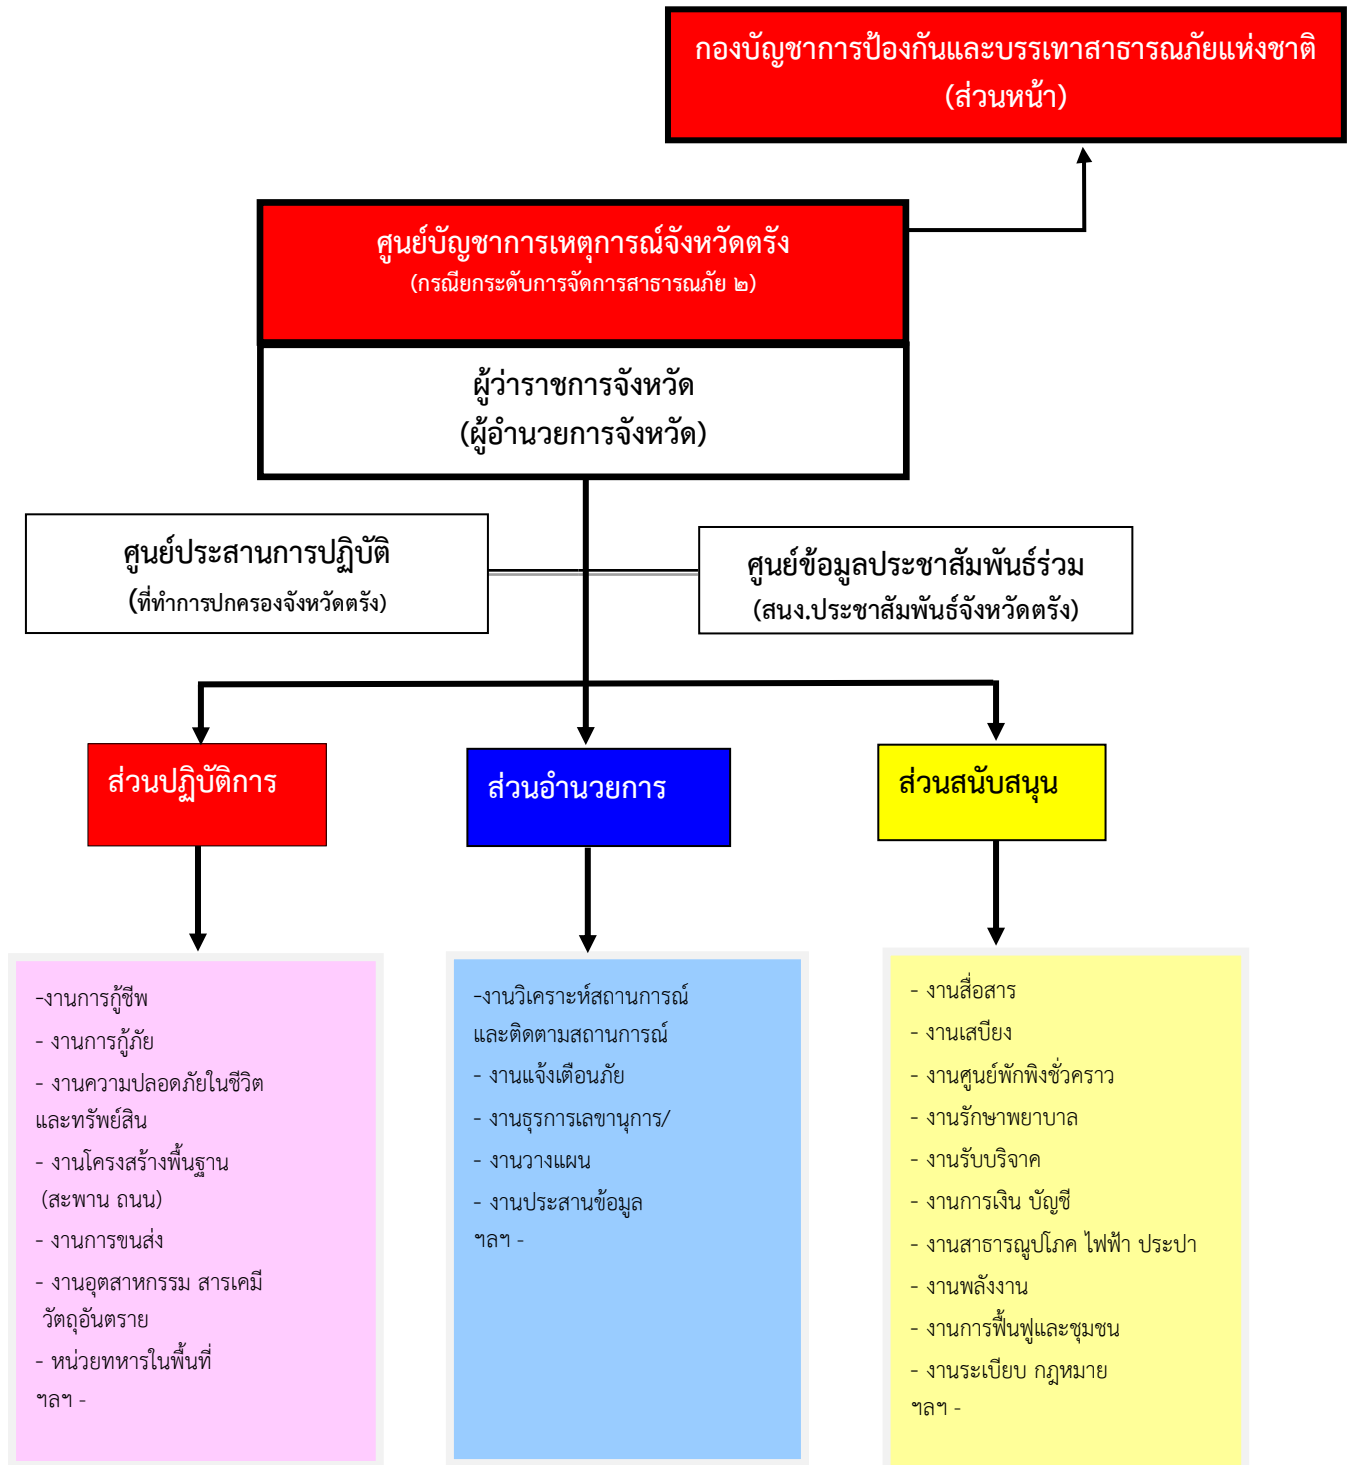 กองบัญชาการป้องกันและบรรเทาสาธารณภัยแห่งชาติ
(ส่วนหน้า)
ศูนย์บัญชาการเหตุการณ์จังหวัดตรัง
(กรณียกระดับการจัดการสาธารณภัย ๒)
ผู้ว่าราชการจังหวัด
(ผู้อำนวยการจังหวัด)
ศูนย์ประสานการปฏิบัติ
(ที่ทำการปกครองจังหวัดตรัง)
ศูนย์ข้อมูลประชาสัมพันธ์ร่วม
(สนง.ประชาสัมพันธ์จังหวัดตรัง)
ส่วนปฏิบัติการ
ส่วนอำนวยการ
ส่วนสนับสนุน
-งานการกู้ชีพ
- งานการกู้ภัย
- งานความปลอดภัยในชีวิต
และทรัพย์สิน
- งานโครงสร้างพื้นฐาน
(สะพาน ถนน)
- งานการขนส่ง
- งานอุตสาหกรรม สารเคมี
วัตถุอันตราย
- หน่วยทหารในพื้นที่
ฯลฯ -
-งานวิเคราะห์สถานการณ์
และติดตามสถานการณ์
- งานแจ้งเตือนภัย
- งานธุรการเลขานุการ/
- งานวางแผน
- งานประสานข้อมูล
ฯลฯ -
- งานสื่อสาร
- งานเสบียง
- งานศูนย์พักพิงชั่วคราว
- งานรักษาพยาบาล
- งานรับบริจาค
- งานการเงิน บัญชี
- งานสาธารณูปโภค ไฟฟ้า ประปา
- งานพลังงาน
- งานการฟื้นฟูและชุมชน
- งานระเบียบ กฎหมาย
ฯลฯ -